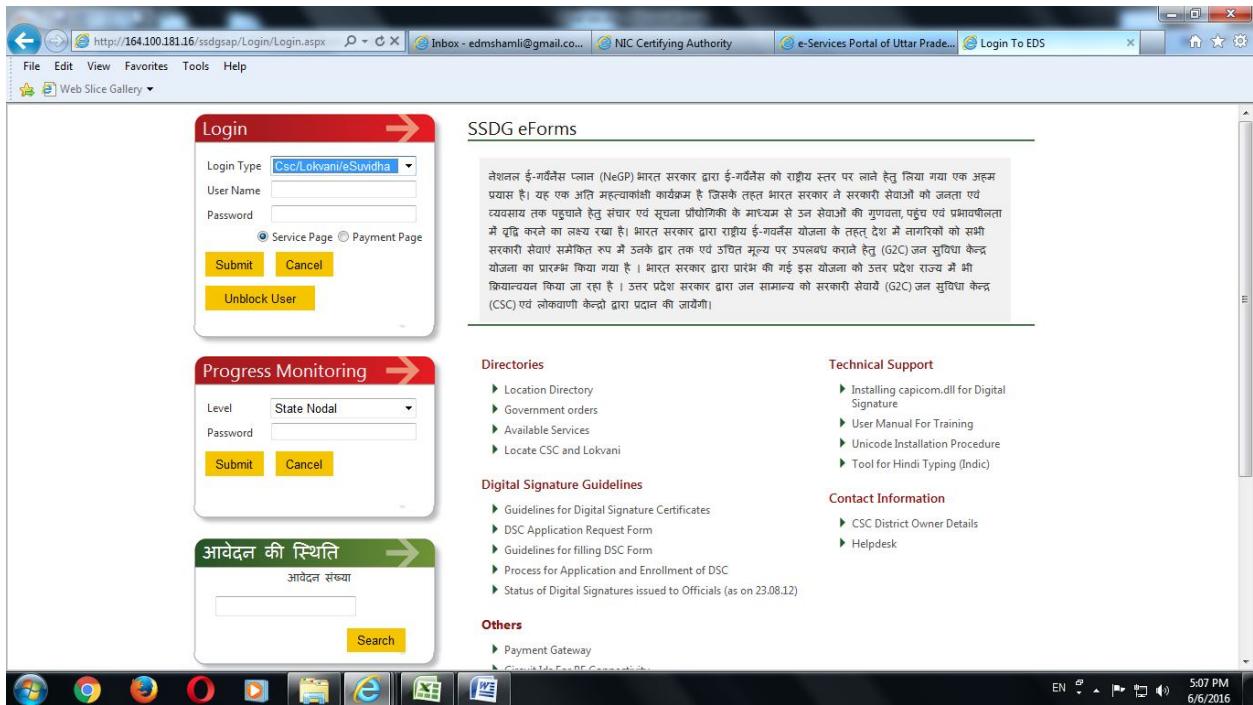 http://164.100.181.16/ssdgsap/Login/Login.aspx
Inbox - edmshamli@gmail.co...
NIC Certifying Authority
e-Services Portal of Uttar Prade...
Login To EDS
File Edit View Favorites Tools Help
Web Slice Gallery
Login
Login Type Csc/Lokvani/eSuvidha
User Name
Password
Service Page Payment Page
Submit Cancel
Unblock User
Progress Monitoring
Level State Nodal
Password
Submit Cancel
आवेदन की स्थिति
आवेदन संख्या
Search
SSDG eForms
नेशनल ई-गवर्नेंस प्लान (NeGP) भारत सरकार द्वारा ई-गवर्नेंस को राष्ट्रीय स्तर पर लाने हेतु लिया गया एक अहम
प्रयास है। यह एक अति महत्वाकांक्षी कार्यक्रम है जिसके तहत भारत सरकार ने सरकारी सेवाओं को जनता एवं
व्यवसाय तक पहुचाने हेतु संचार एवं सूचना प्रौद्योगिकी के माध्यम से उन सेवाओं की गुणवत्ता, पहुंच एवं प्रभावषीलता
में वृद्वि करने का लक्ष्य रखा है। भारत सरकार द्वारा राष्ट्रीय ई-गवर्नेंस योजना के तहत् देश में नागरिकों को सभी
सरकारी सेवाएं समेकित रूप में उनके द्वार तक एवं उचित मूल्य पर उपलबध कराने हेतु (G2C) जन सुविधा केन्द्र
योजना का प्रारम्भ किया गया है । भारत सरकार द्वारा प्रारंभ की गई इस योजना को उत्तर प्रदेश राज्य में भी
क्रियान्वयन किया जा रहा है । उत्तर प्रदेश सरकार द्वारा जन सामान्य को सरकारी सेवायें (G2C) जन सुविधा केन्द्र
(CSC) एवं लोकवाणी केन्द्रो द्वारा प्रदान की जायेंगी।
Directories
Location Directory
Government orders
Available Services
Locate CSC and Lokvani
Digital Signature Guidelines
Guidelines for Digital Signature Certificates
DSC Application Request Form
Guidelines for filling DSC Form
Process for Application and Enrollment of DSC
Status of Digital Signatures issued to Officials (as on 23.08.12)
Others
Payment Gateway
Technical Support
Installing capicom.dll for Digital
Signature
User Manual For Training
Unicode Installation Procedure
Tool for Hindi Typing (Indic)
Contact Information
CSC District Owner Details
Helpdesk
EN
5:07 PM
6/6/2016